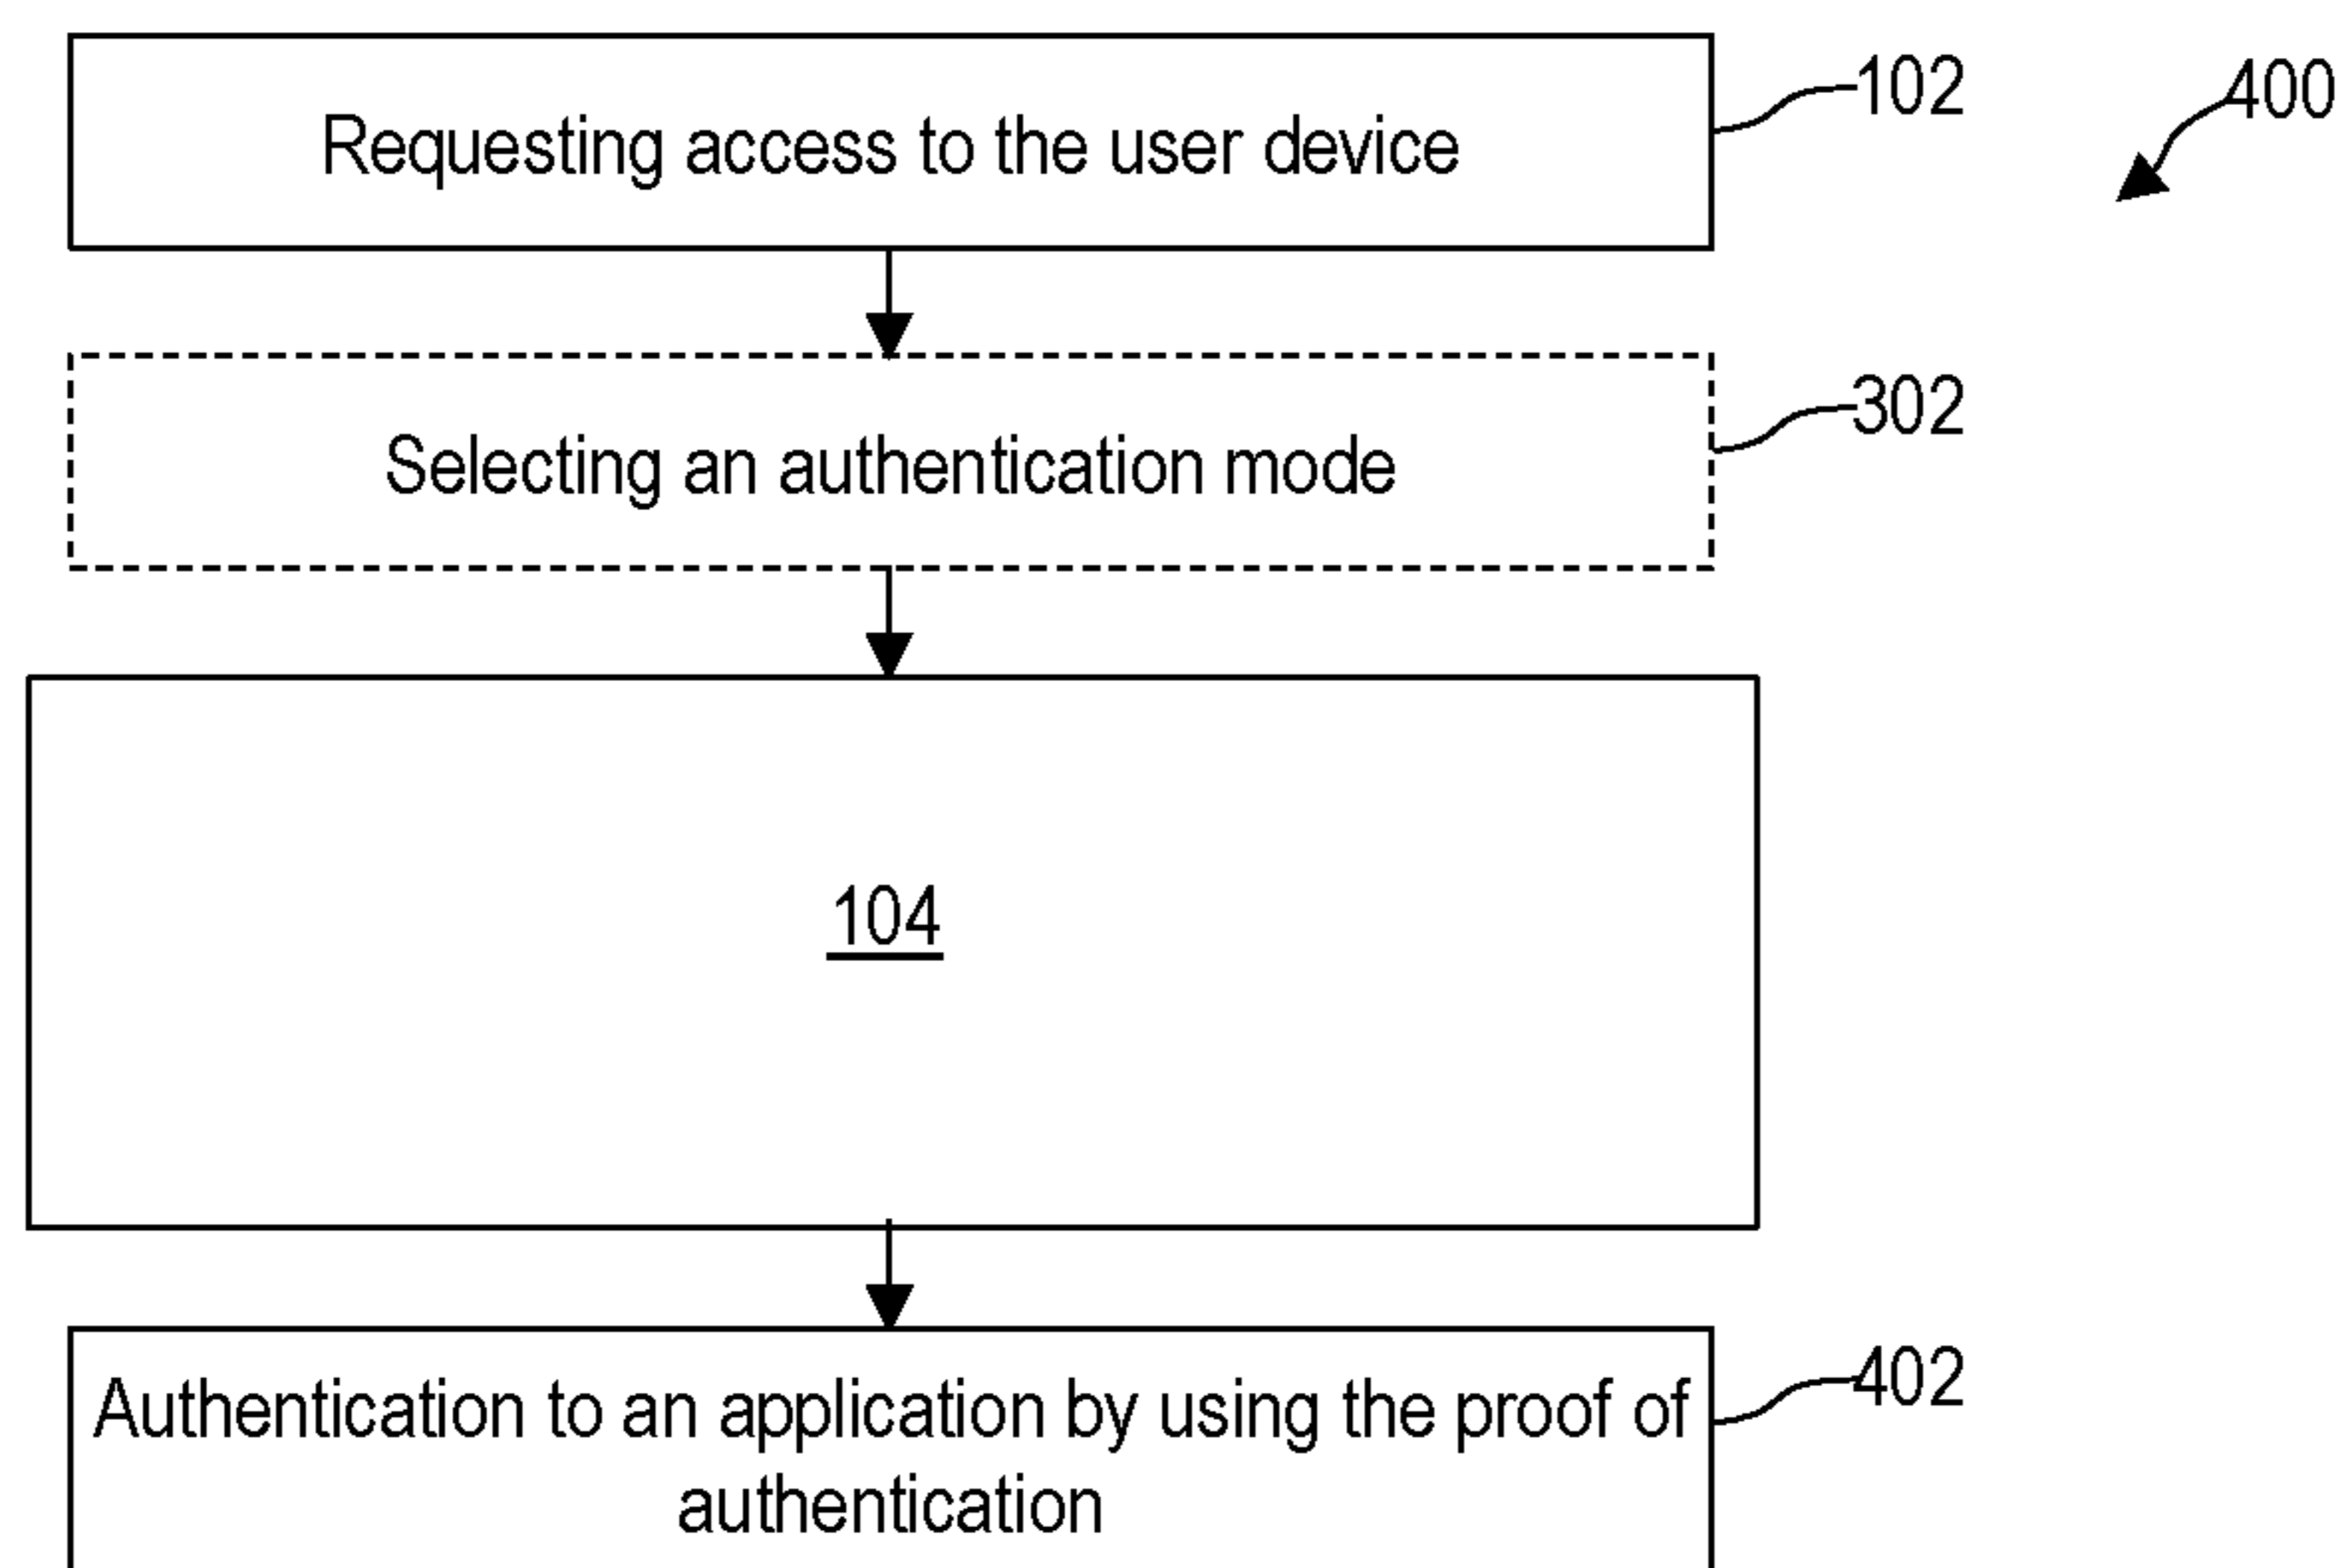 Requesting access to the user device
102
400
Selecting an authentication mode
302
104
Authentication to an application by using the proof of
authentication
402